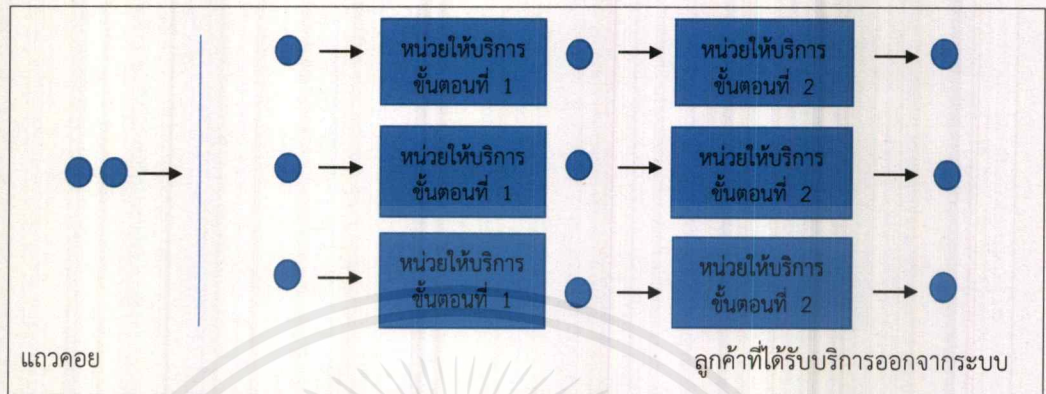 หน่วยให้บริการ
ขั้นตอนที่ 1
หน่วยให้บริการ
ขั้นตอนที่ 2
หน่วยให้บริการ
ขั้นตอนที่ 1
หน่วยให้บริการ
ขั้นตอนที่ 2
หน่วยให้บริการ
ขั้นตอนที่ 1
หน่วยให้บริการ
ขั้นตอนที่ 2
แถวคอย
ลูกค้าที่ได้รับบริการออกจากระบบ